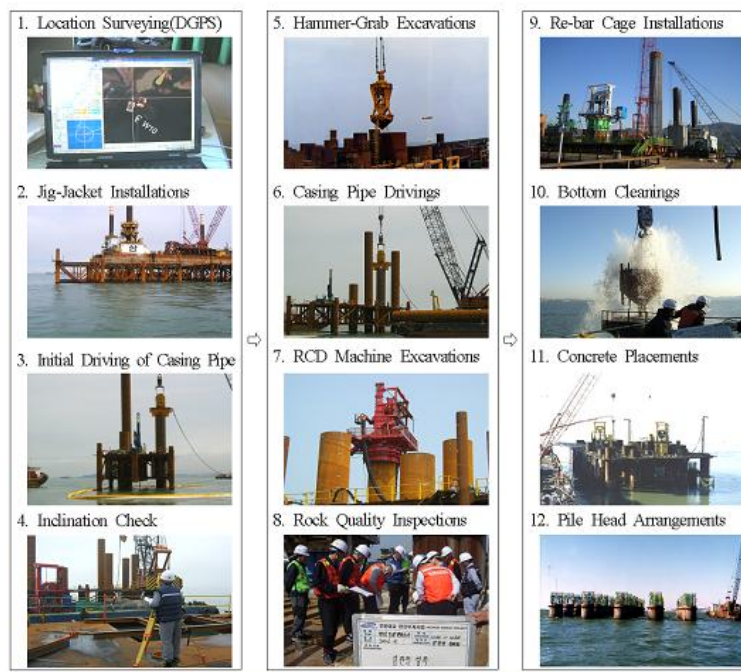 1. Location Surveying(DGPS)
W10
2. Jig-Jacket Installations
3. Initial Driving of Casing Pipe
4. Inclination Check
5. Hammer-Grab Excavations
6. Casing Pipe Drivings
7. RCD Machine Excavations
8. Rock Quality Inspections
9. Re-bar Cage Installations
10. Bottom Cleanings
11. Concrete Placements
12. Pile Head Arrangements